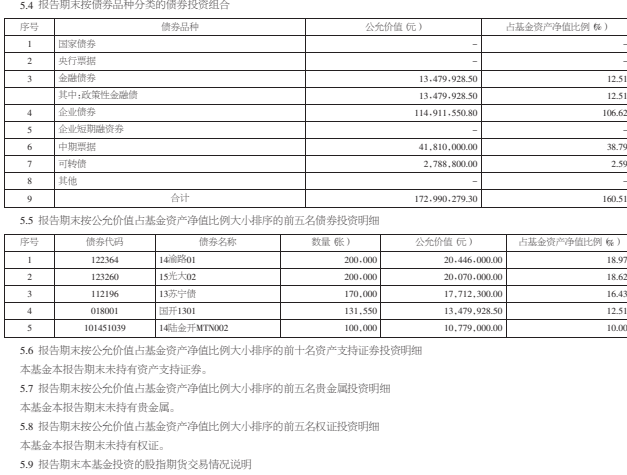 5.4 报告期末按债券品种分类的债券投资组合
序号 债券品种 公允价值(元) 占基金资产净值比例(%)
1 国家债券 – –
2 央行票据 – –
3 金融债券 13,479,928.50 12.51
其中:政策性金融债 13,479,928.50 12.51
4 企业债券 114,911,550.80 106.62
5 企业短期融资券 – –
6 中期票据 41,810,000.00 38.79
7 可转债 2,788,800.00 2.59
8 其他 – –
9 合计 172,990,279.30 160.51
5.5 报告期末按公允价值占基金资产净值比例大小排序的前五名债券投资明细
序号 债券代码 债券名称 数量(张) 公允价值(元) 占基金资产净值比例(%)
1 122364 14渝路01 200,000 20,446,000.00 18.97
2 123260 15光大02 200,000 20,070,000.00 18.62
3 112196 13苏宁债 170,000 17,712,300.00 16.43
4 018001 国开1301 131,550 13,479,928.50 12.51
5 101451039 14陆金开MTN002 100,000 10,779,000.00 10.00
5.6 报告期末按公允价值占基金资产净值比例大小排序的前十名资产支持证券投资明细
本基金本报告期末未持有资产支持证券。
5.7 报告期末按公允价值占基金资产净值比例大小排序的前五名贵金属投资明细
本基金本报告期末未持有贵金属。
5.8 报告期末按公允价值占基金资产净值比例大小排序的前五名权证投资明细
本基金本报告期末未持有权证。
5.9 报告期末本基金投资的股指期货交易情况说明